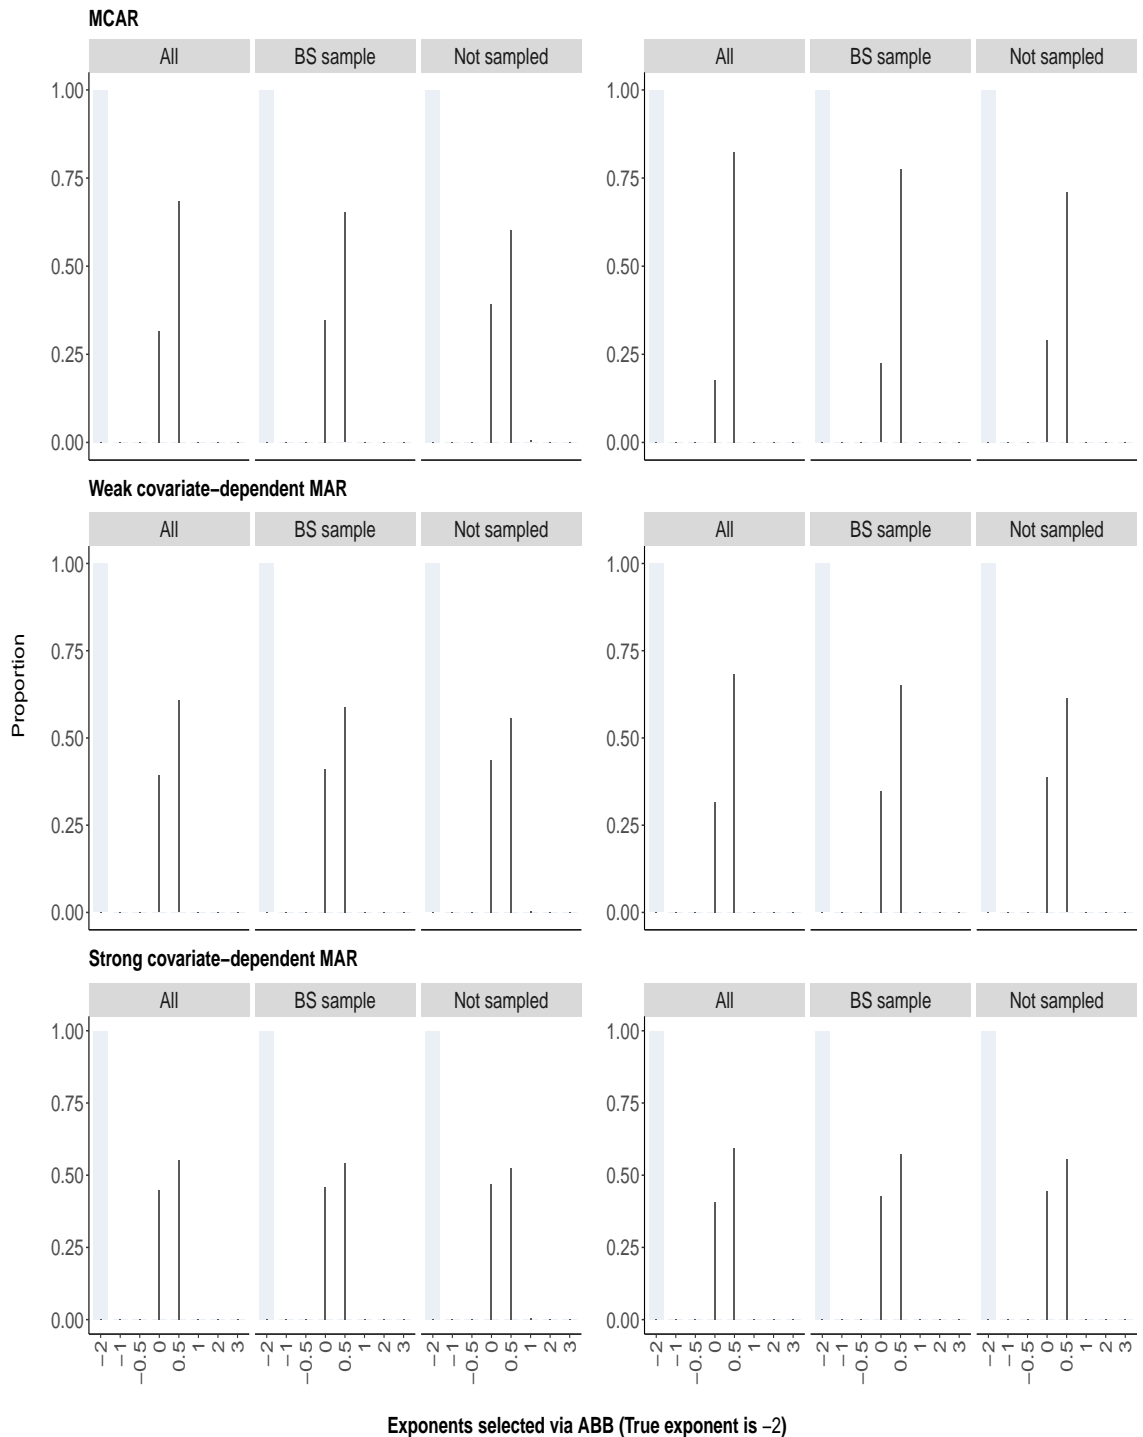 MCAR
All BS sample Not sampled All BS sample Not sampled
1.00 1.00
0.75 0.75
0.50 0.50
0.25 0.25
0.00 0.00
Weak covariate−dependent MAR
All BS sample Not sampled All BS sample Not sampled
1.00 1.00
0.75 0.75
0.50 0.50
0.25 0.25
0.00 0.00
Proportion
Strong covariate−dependent MAR
All BS sample Not sampled All BS sample Not sampled
1.00 1.00
0.75 0.75
0.50 0.50
0.25 0.25
0.00 0.00
−2 −1 −0.5 0 0.5 1 2 3 −2 −1 −0.5 0 0.5 1 2 3 −2 −1 −0.5 0 0.5 1 2 3 −2 −1 −0.5 0 0.5 1 2 3 −2 −1 −0.5 0 0.5 1 2 3 −2 −1 −0.5 0 0.5 1 2 3
Exponents selected via ABB (True exponent is −2)